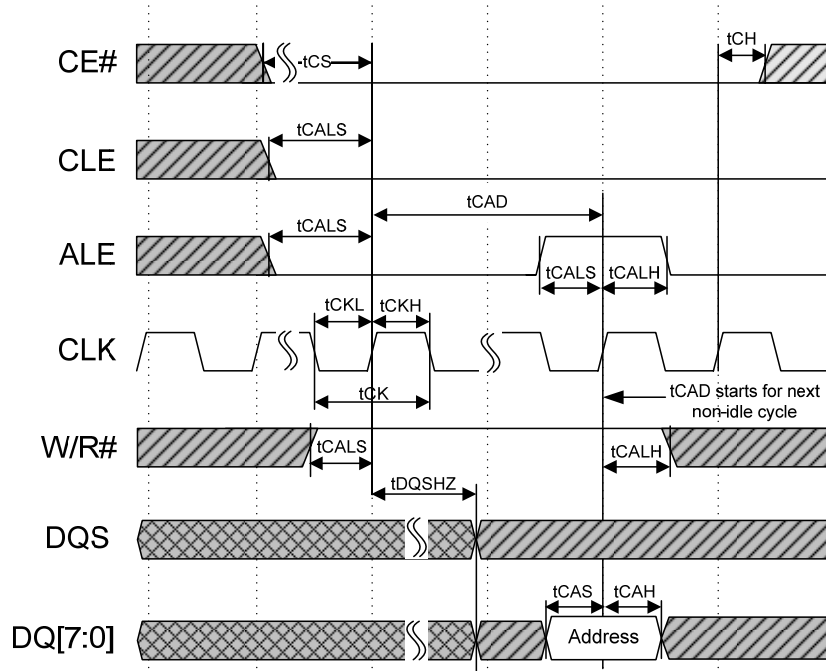 tCH
CE#
tCS
tCALS
CLE
tCAD
tCALS
ALE
tCALS
tCALH
tCKL
tCKH
CLK
tCK
tCAD starts for next
non-idle cycle
W/R#
tCALS
tCALH
tDQSHZ
DQS
tCAS
tCAH
DQ[7:0]
Address